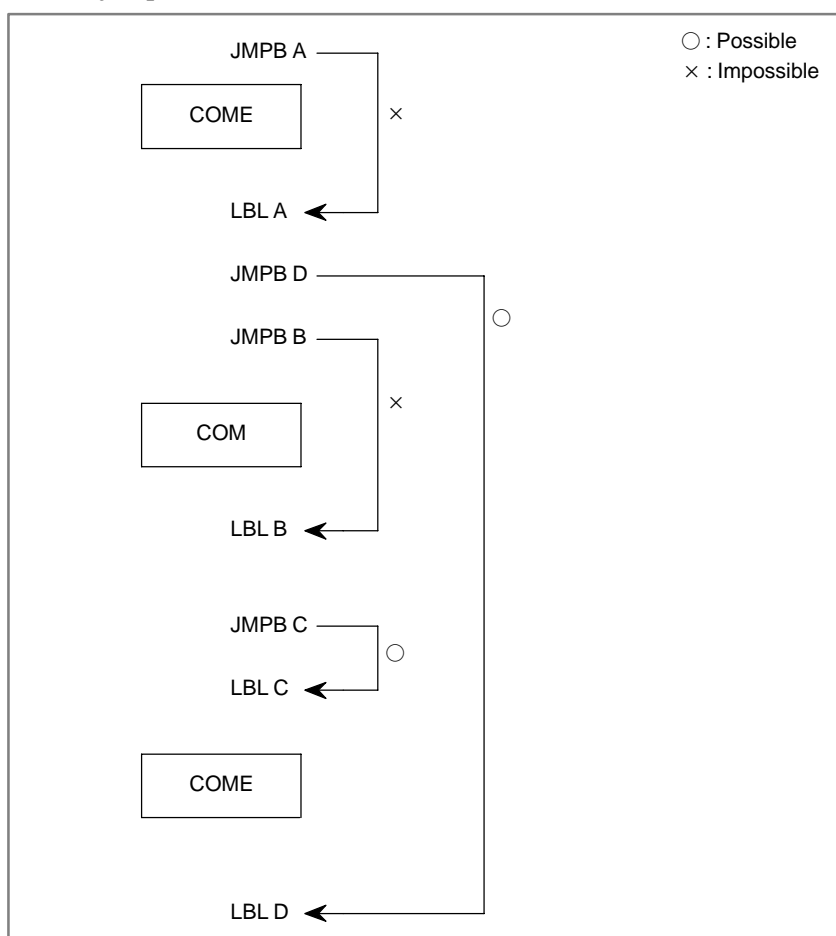 JMPB A
○ : Possible
× : Impossible
COME
×
LBL A
JMPB D
○
JMPB B
×
COM
LBL B
JMPB C
○
LBL C
COME
LBL D